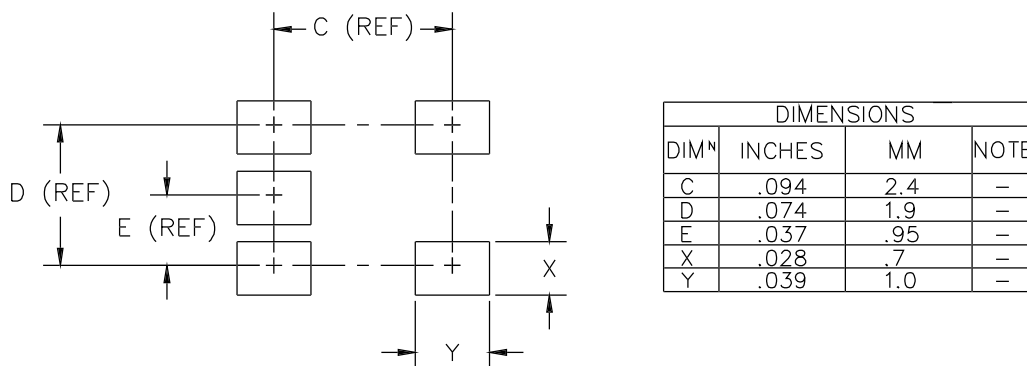 C (REF)
D (REF)
E (REF)
X
Y
DIMENSIONS
DIMᴺ INCHES MM NOTE
C .094 2.4 –
D .074 1.9 –
E .037 .95 –
X .028 .7 –
Y .039 1.0 –